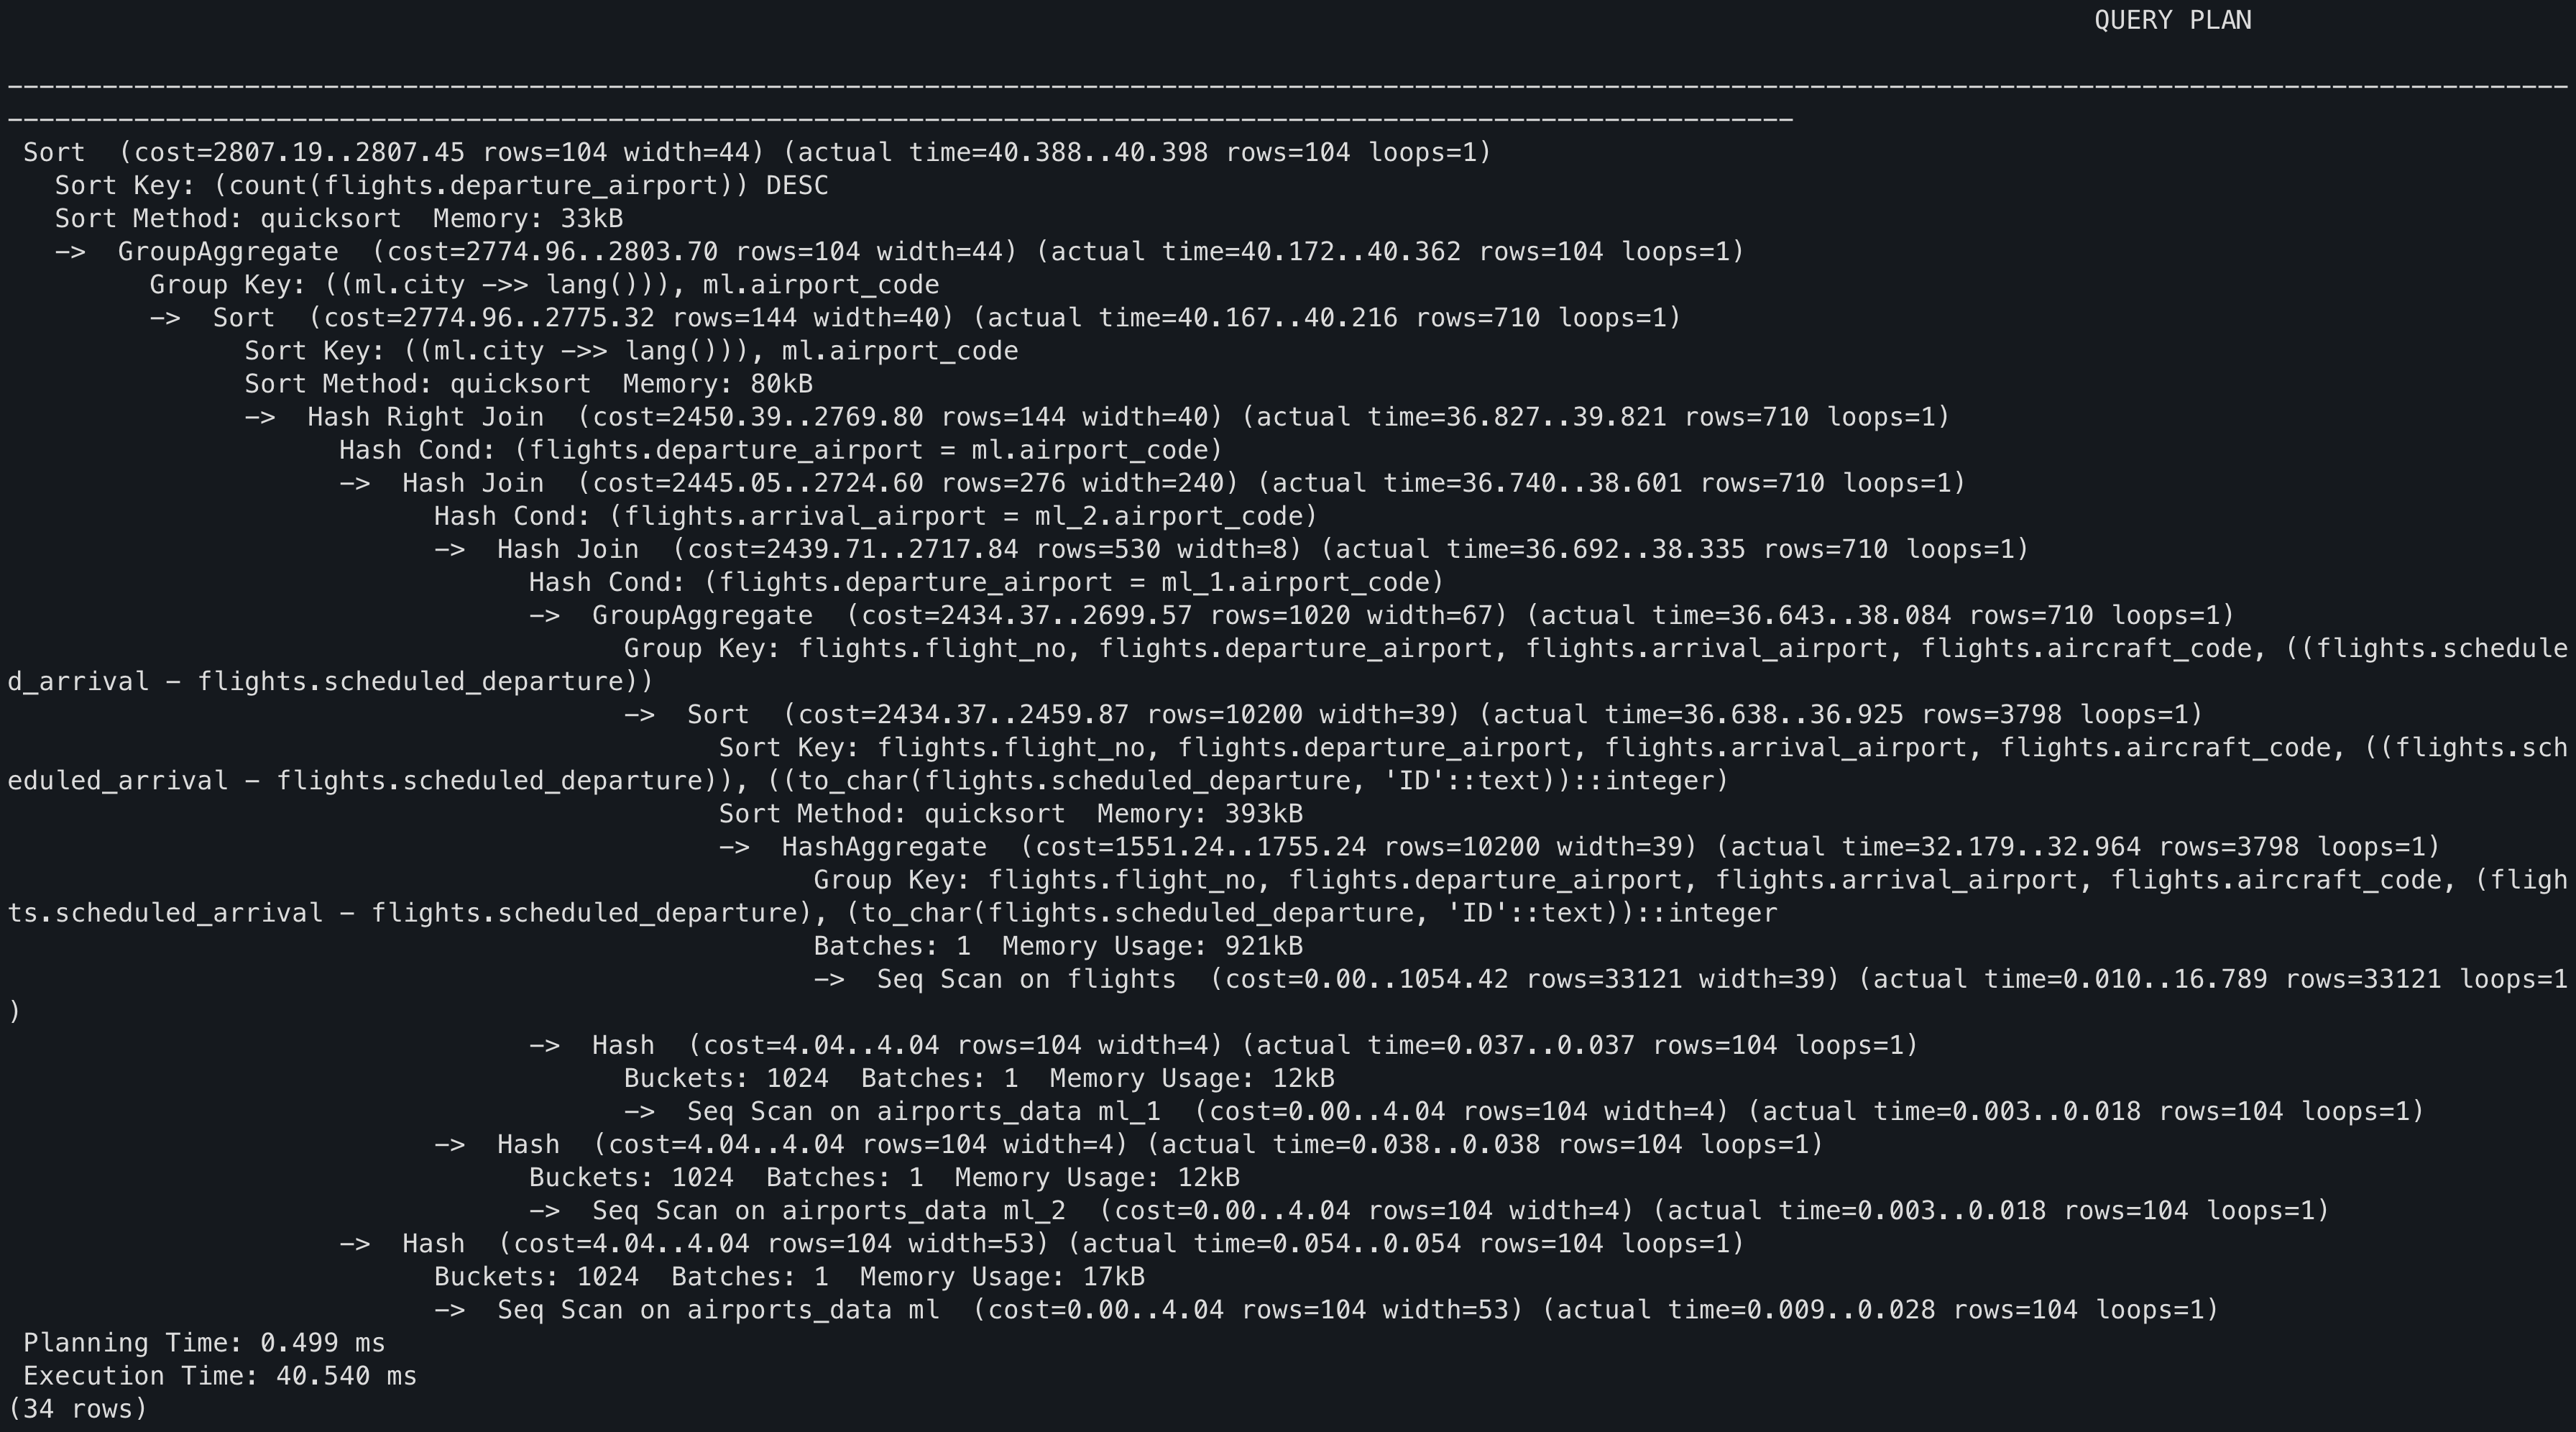 QUERY PLAN
----------------------------------------------------------------------------------------------------------------------------------------------------------------
----------------------------------------------------------------------------------------------------------------
Sort  (cost=2807.19..2807.45 rows=104 width=44) (actual time=40.388..40.398 rows=104 loops=1)
Sort Key: (count(flights.departure_airport)) DESC
Sort Method: quicksort  Memory: 33kB
->  GroupAggregate  (cost=2774.96..2803.70 rows=104 width=44) (actual time=40.172..40.362 rows=104 loops=1)
Group Key: ((ml.city ->> lang())), ml.airport_code
->  Sort  (cost=2774.96..2775.32 rows=144 width=40) (actual time=40.167..40.216 rows=710 loops=1)
Sort Key: ((ml.city ->> lang())), ml.airport_code
Sort Method: quicksort  Memory: 80kB
->  Hash Right Join  (cost=2450.39..2769.80 rows=144 width=40) (actual time=36.827..39.821 rows=710 loops=1)
Hash Cond: (flights.departure_airport = ml.airport_code)
->  Hash Join  (cost=2445.05..2724.60 rows=276 width=240) (actual time=36.740..38.601 rows=710 loops=1)
Hash Cond: (flights.arrival_airport = ml_2.airport_code)
->  Hash Join  (cost=2439.71..2717.84 rows=530 width=8) (actual time=36.692..38.335 rows=710 loops=1)
Hash Cond: (flights.departure_airport = ml_1.airport_code)
->  GroupAggregate  (cost=2434.37..2699.57 rows=1020 width=67) (actual time=36.643..38.084 rows=710 loops=1)
Group Key: flights.flight_no, flights.departure_airport, flights.arrival_airport, flights.aircraft_code, ((flights.schedule
d_arrival - flights.scheduled_departure))
->  Sort  (cost=2434.37..2459.87 rows=10200 width=39) (actual time=36.638..36.925 rows=3798 loops=1)
Sort Key: flights.flight_no, flights.departure_airport, flights.arrival_airport, flights.aircraft_code, ((flights.sch
eduled_arrival - flights.scheduled_departure)), ((to_char(flights.scheduled_departure, 'ID'::text))::integer)
Sort Method: quicksort  Memory: 393kB
->  HashAggregate  (cost=1551.24..1755.24 rows=10200 width=39) (actual time=32.179..32.964 rows=3798 loops=1)
Group Key: flights.flight_no, flights.departure_airport, flights.arrival_airport, flights.aircraft_code, (fligh
ts.scheduled_arrival - flights.scheduled_departure), (to_char(flights.scheduled_departure, 'ID'::text))::integer
Batches: 1  Memory Usage: 921kB
->  Seq Scan on flights  (cost=0.00..1054.42 rows=33121 width=39) (actual time=0.010..16.789 rows=33121 loops=1
)
->  Hash  (cost=4.04..4.04 rows=104 width=4) (actual time=0.037..0.037 rows=104 loops=1)
Buckets: 1024  Batches: 1  Memory Usage: 12kB
->  Seq Scan on airports_data ml_1  (cost=0.00..4.04 rows=104 width=4) (actual time=0.003..0.018 rows=104 loops=1)
->  Hash  (cost=4.04..4.04 rows=104 width=4) (actual time=0.038..0.038 rows=104 loops=1)
Buckets: 1024  Batches: 1  Memory Usage: 12kB
->  Seq Scan on airports_data ml_2  (cost=0.00..4.04 rows=104 width=4) (actual time=0.003..0.018 rows=104 loops=1)
->  Hash  (cost=4.04..4.04 rows=104 width=53) (actual time=0.054..0.054 rows=104 loops=1)
Buckets: 1024  Batches: 1  Memory Usage: 17kB
->  Seq Scan on airports_data ml  (cost=0.00..4.04 rows=104 width=53) (actual time=0.009..0.028 rows=104 loops=1)
Planning Time: 0.499 ms
Execution Time: 40.540 ms
(34 rows)